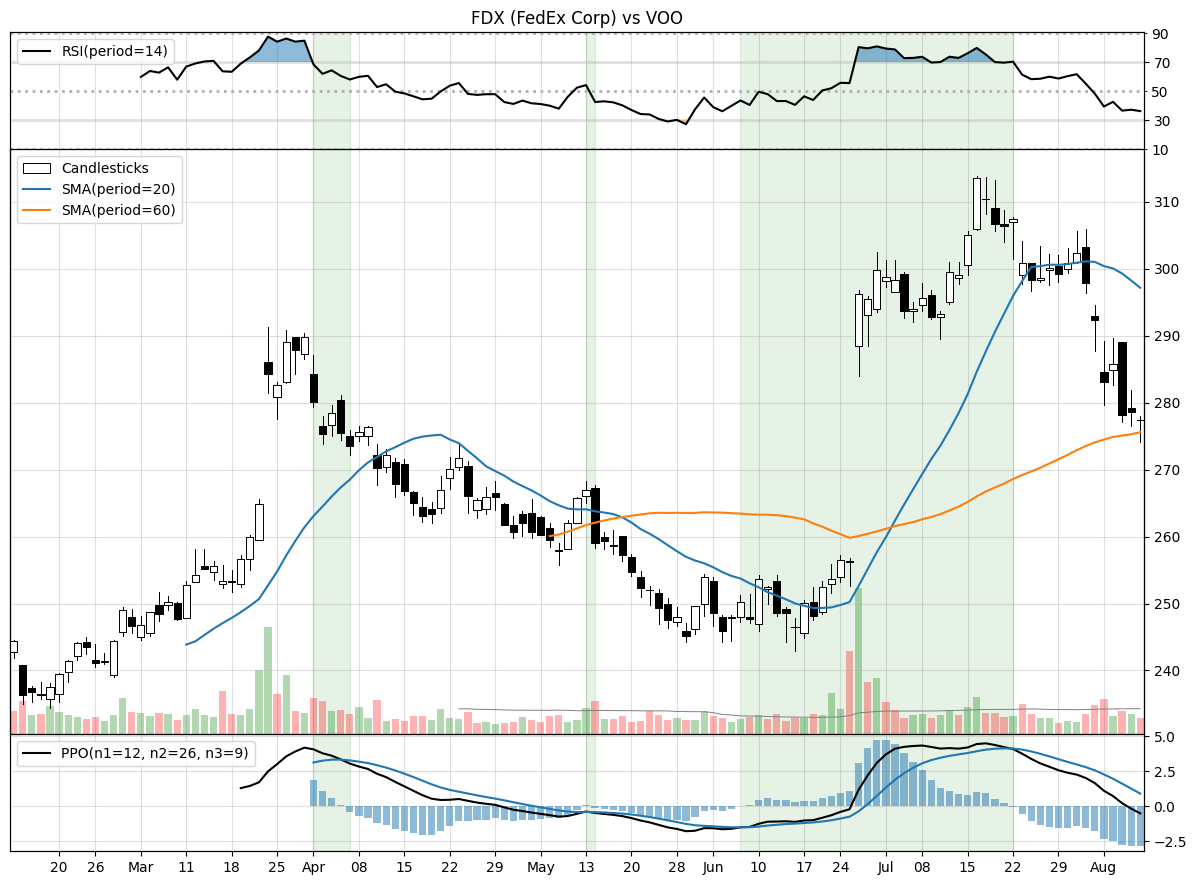 FDX (FedEx Corp) vs VOO
RSI(period=14)
90
70
50
30
10
Candlesticks
SMA(period=20)
SMA(period=60)
310
300
290
280
270
260
250
240
PPO(n1=12, n2=26, n3=9)
5.0
2.5
0.0
−2.5
20 26 Mar 11 18 25 Apr 08 15 22 29 May 13 20 28 Jun 10 17 24 Jul 08 15 22 29 Aug